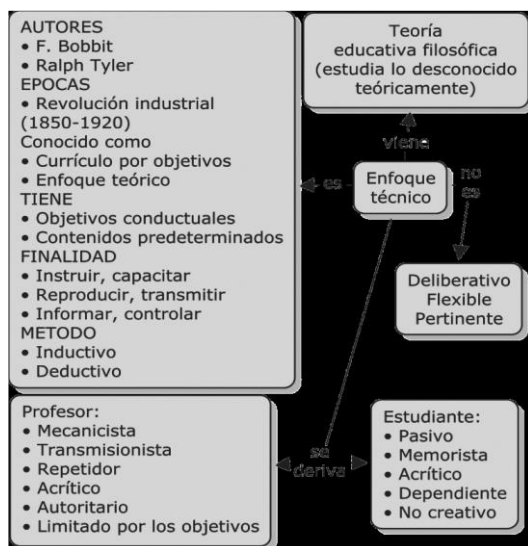 AUTORES
• F. Bobbit
• Ralph Tyler
EPOCAS
• Revolución industrial
(1850-1920)
Conocido como
• Currículo por objetivos
• Enfoque teórico
TIENE
• Objetivos conductuales
• Contenidos predeterminados
FINALIDAD
• Instruir, capacitar
• Reproducir, transmitir
• Informar, controlar
METODO
• Inductivo
• Deductivo
Teoría
educativa filosófica
(estudia lo desconocido
teóricamente)
viene
es
Enfoque
técnico
no
es
Deliberativo
Flexible
Pertinente
se
deriva
Profesor:
• Mecanicista
• Transmisionista
• Repetidor
• Acrítico
• Autoritario
• Limitado por los objetivos
Estudiante:
• Pasivo
• Memorista
• Acrítico
• Dependiente
• No creativo